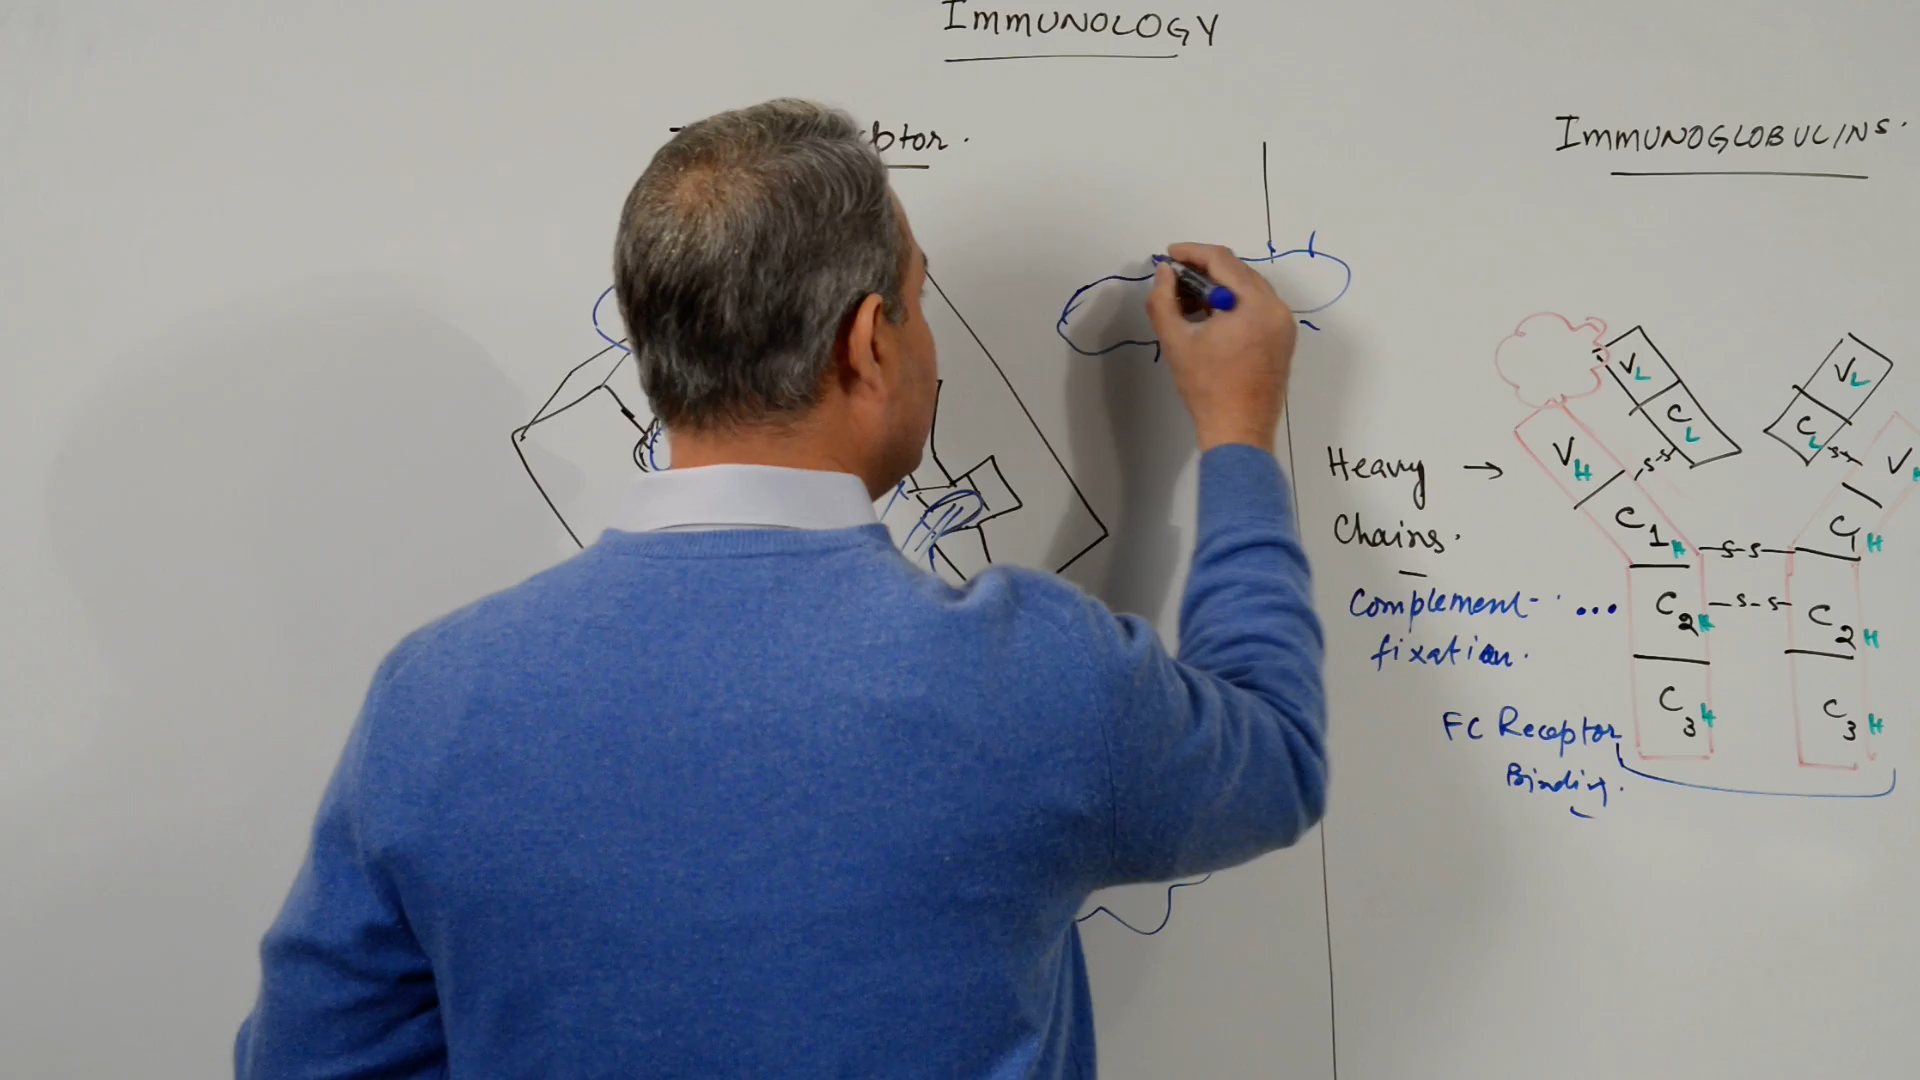 IMMUNOLOGY
IMMUNOGLOBULINS.
VL
CL
VL
CL
Heavy →
Chains.
VH
C1H
S-S
S-S
C1H
Complement ...
fixation.
C2H
S-S
C2H
S-S
C3H
C3H
FC Receptor
Binding.